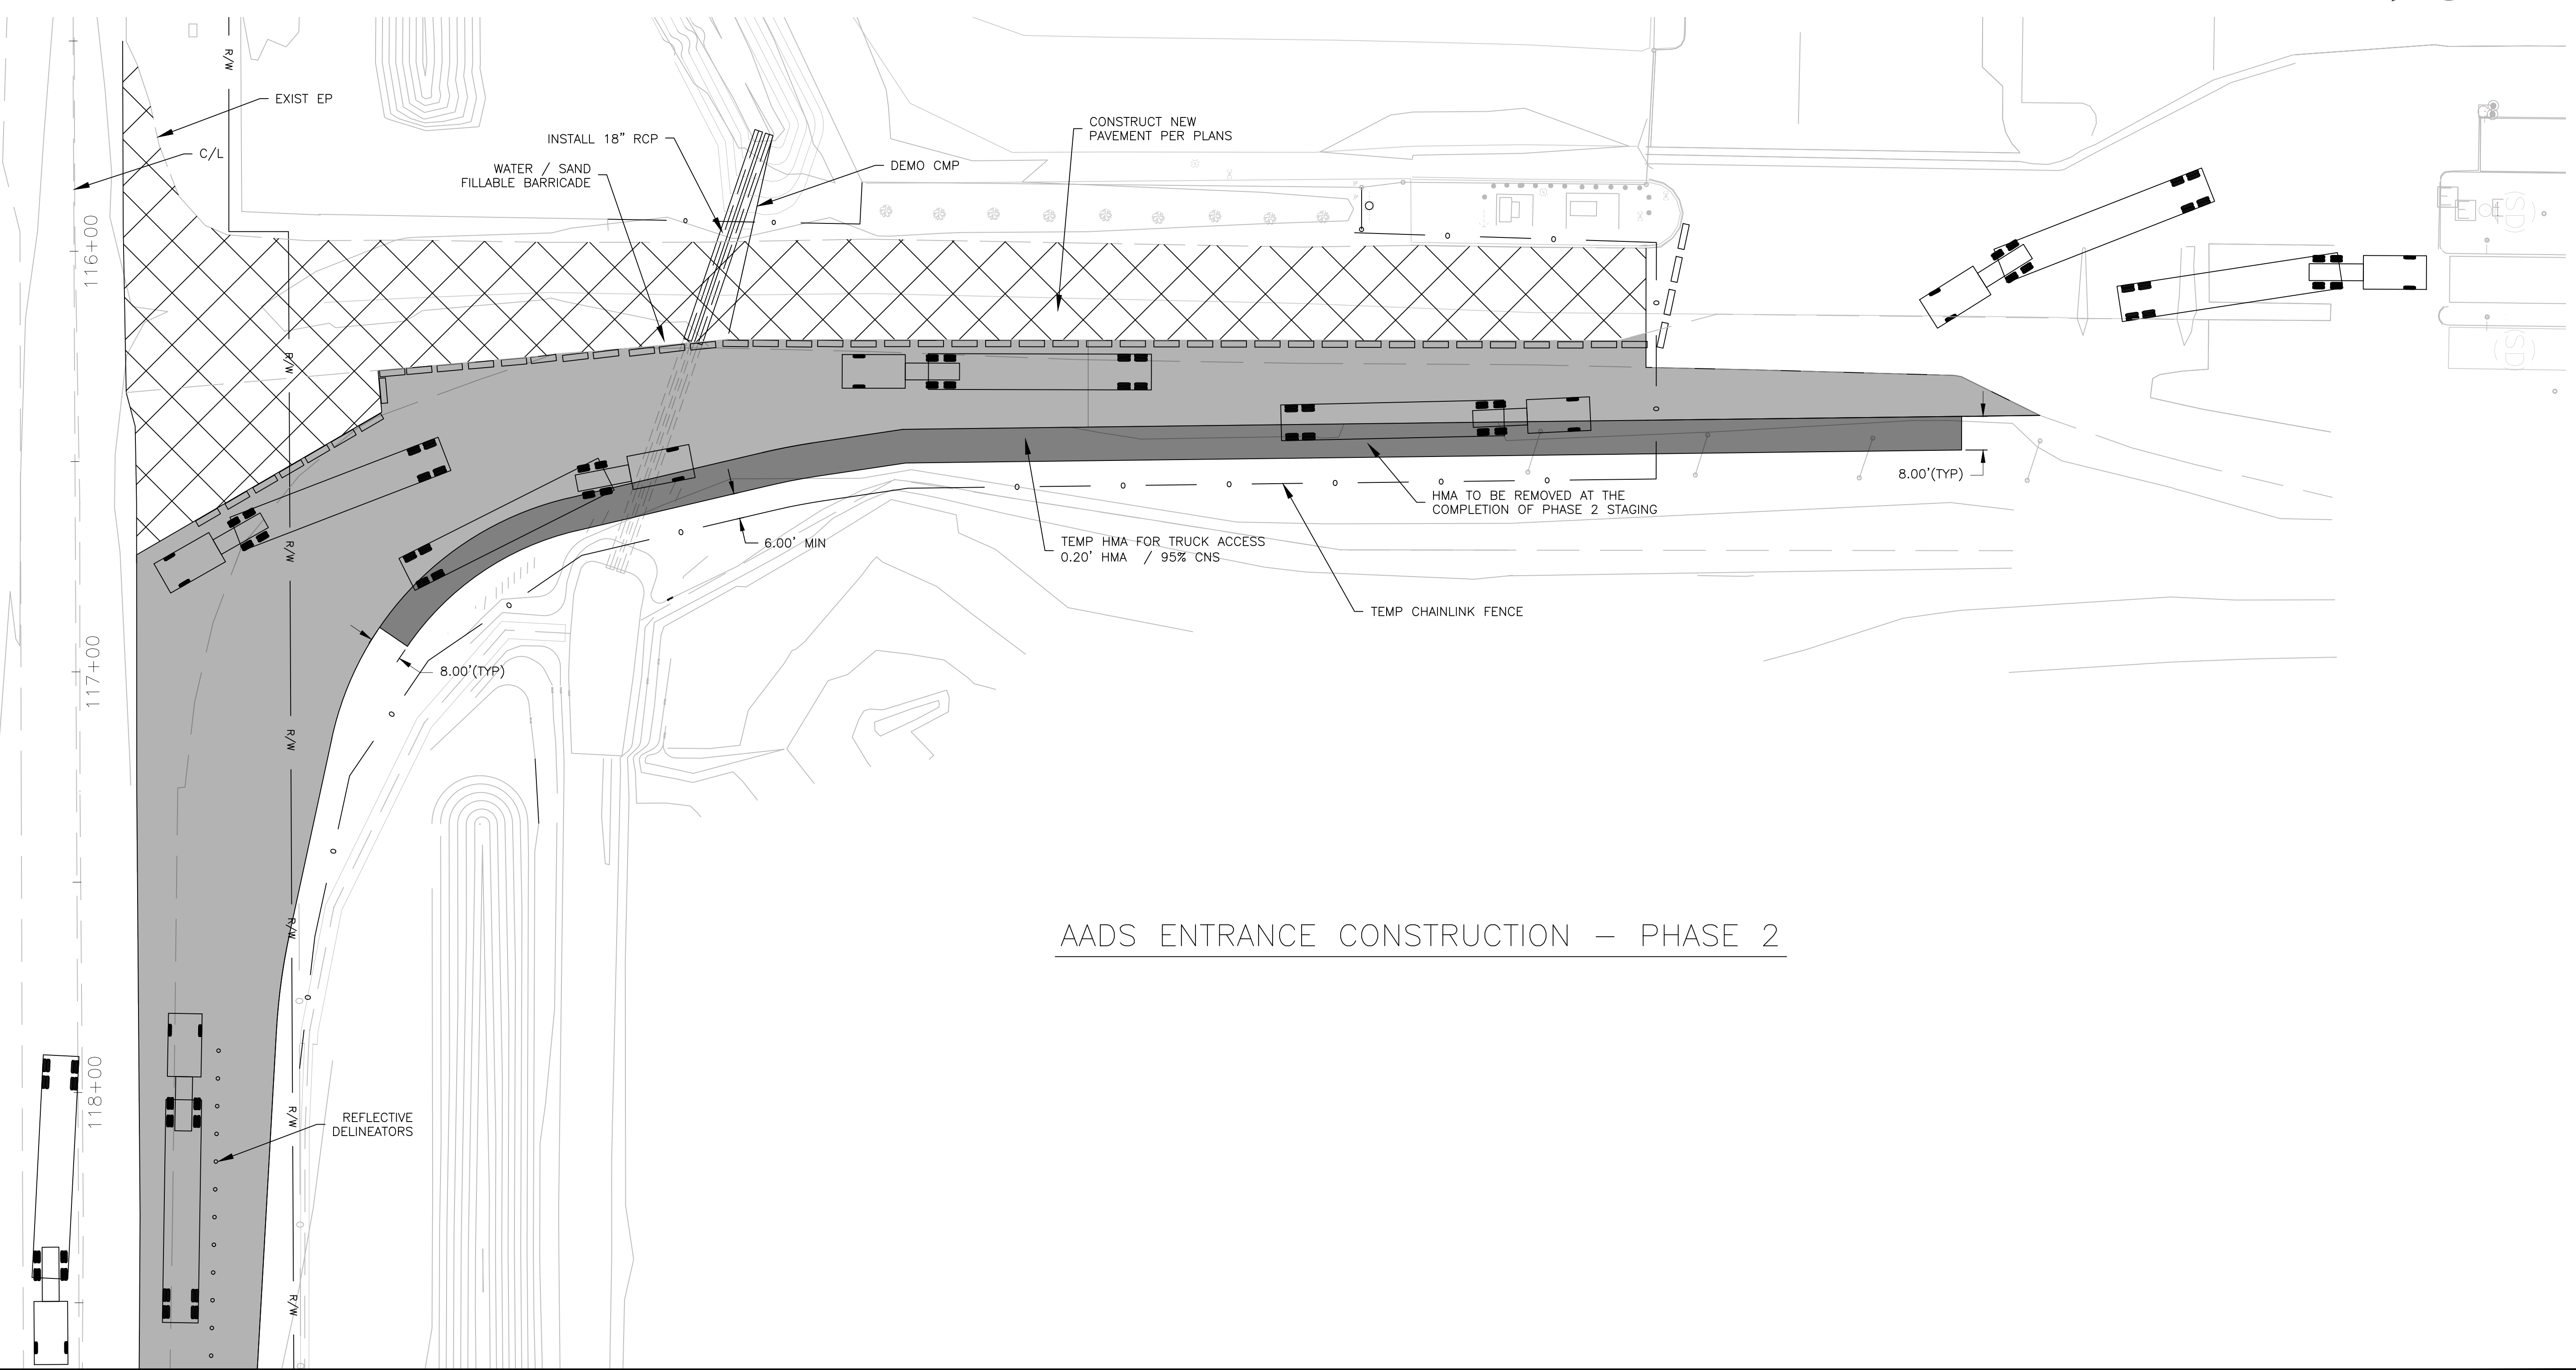 R/W
EXIST EP
C/L
INSTALL 18" RCP
WATER / SAND
FILLABLE BARRICADE
DEMO CMP
CONSTRUCT NEW
PAVEMENT PER PLANS
116+00
(SD)
R/W
(SD)
8.00'(TYP)
HMA TO BE REMOVED AT THE
COMPLETION OF PHASE 2 STAGING
R/W
6.00' MIN
TEMP HMA FOR TRUCK ACCESS
0.20' HMA / 95% CNS
TEMP CHAINLINK FENCE
117+00
8.00'(TYP)
R/W
AADS ENTRANCE CONSTRUCTION – PHASE 2
R/W
118+00
REFLECTIVE
DELINEATORS
R/W
R/W